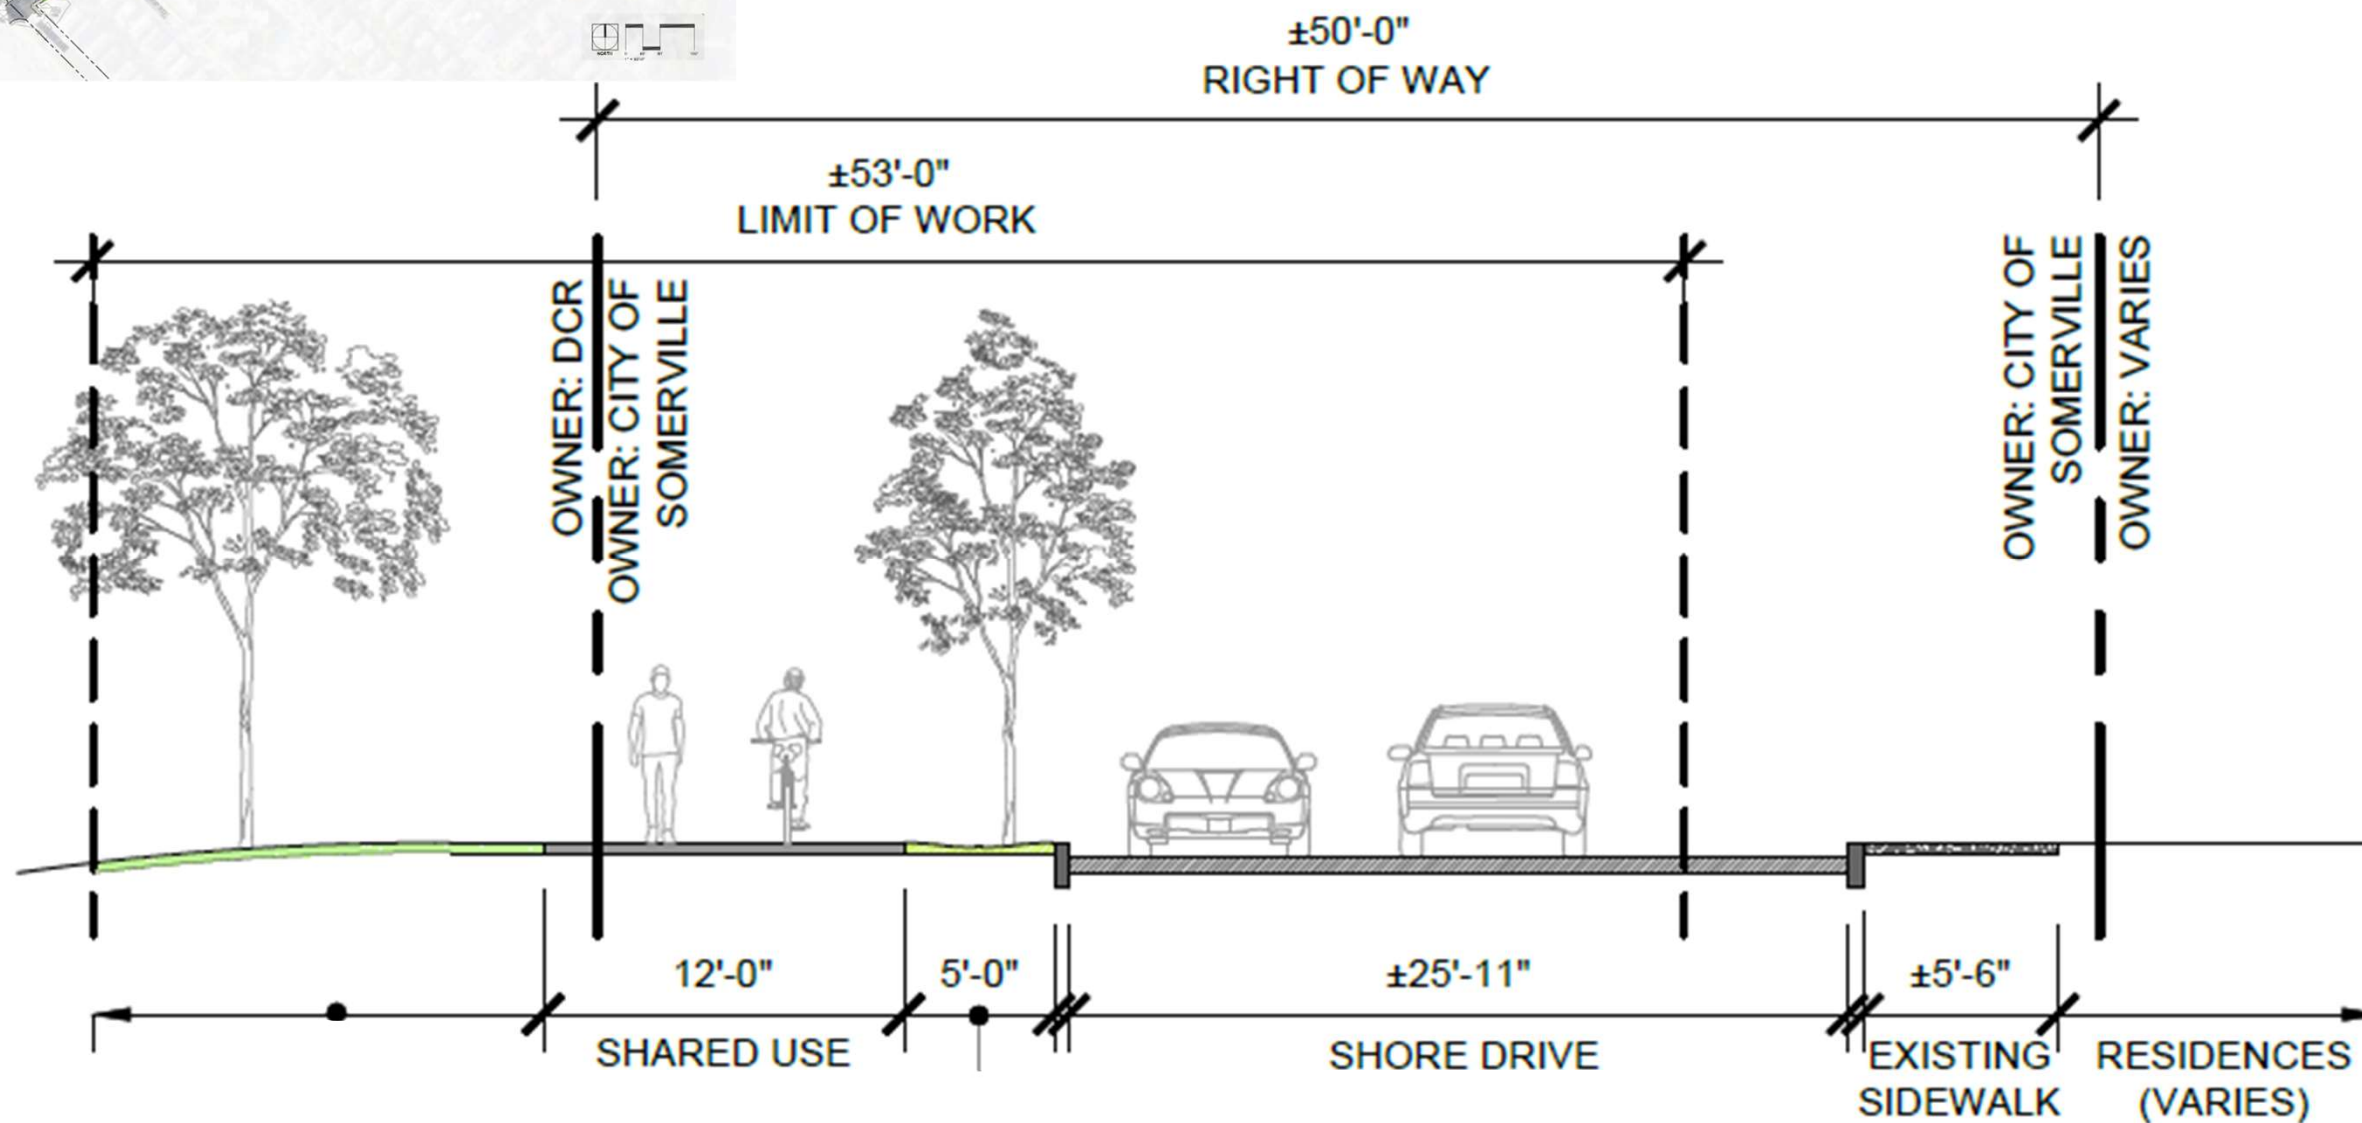 NORTH
±50'-0"
RIGHT OF WAY
±53'-0"
LIMIT OF WORK
OWNER: DCR
OWNER: CITY OF
SOMERVILLE
OWNER: CITY OF
SOMERVILLE
OWNER: VARIES
12'-0"
5'-0"
±25'-11"
±5'-6"
SHARED USE
SHORE DRIVE
EXISTING
SIDEWALK
RESIDENCES
(VARIES)